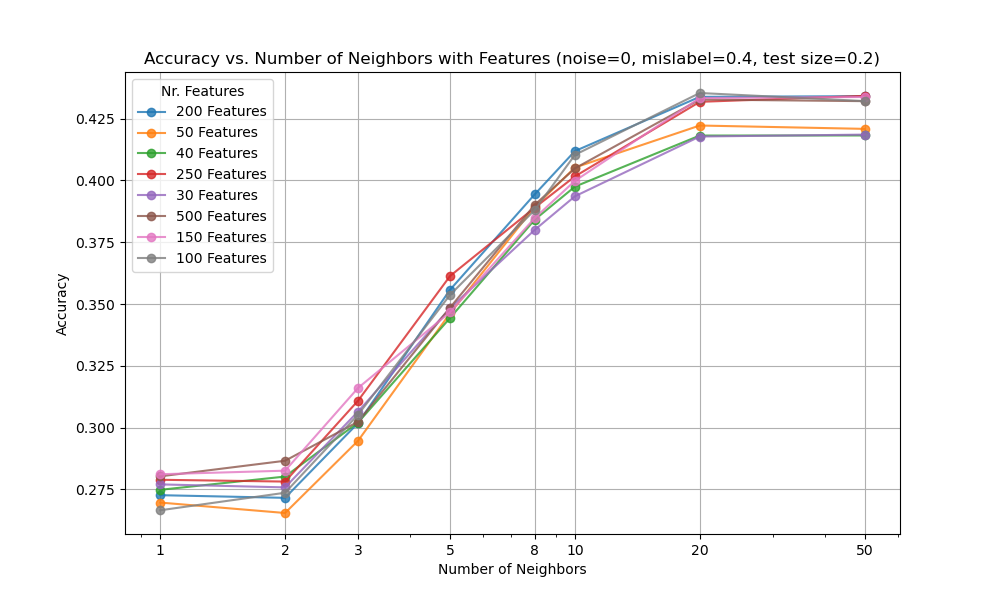 Accuracy vs. Number of Neighbors with Features (noise=0, mislabel=0.4, test size=0.2)
Nr. Features
200 Features
50 Features
40 Features
250 Features
30 Features
500 Features
150 Features
100 Features
Accuracy
0.425
0.400
0.375
0.350
0.325
0.300
0.275
1 2 3 5 8 10 20 50
Number of Neighbors